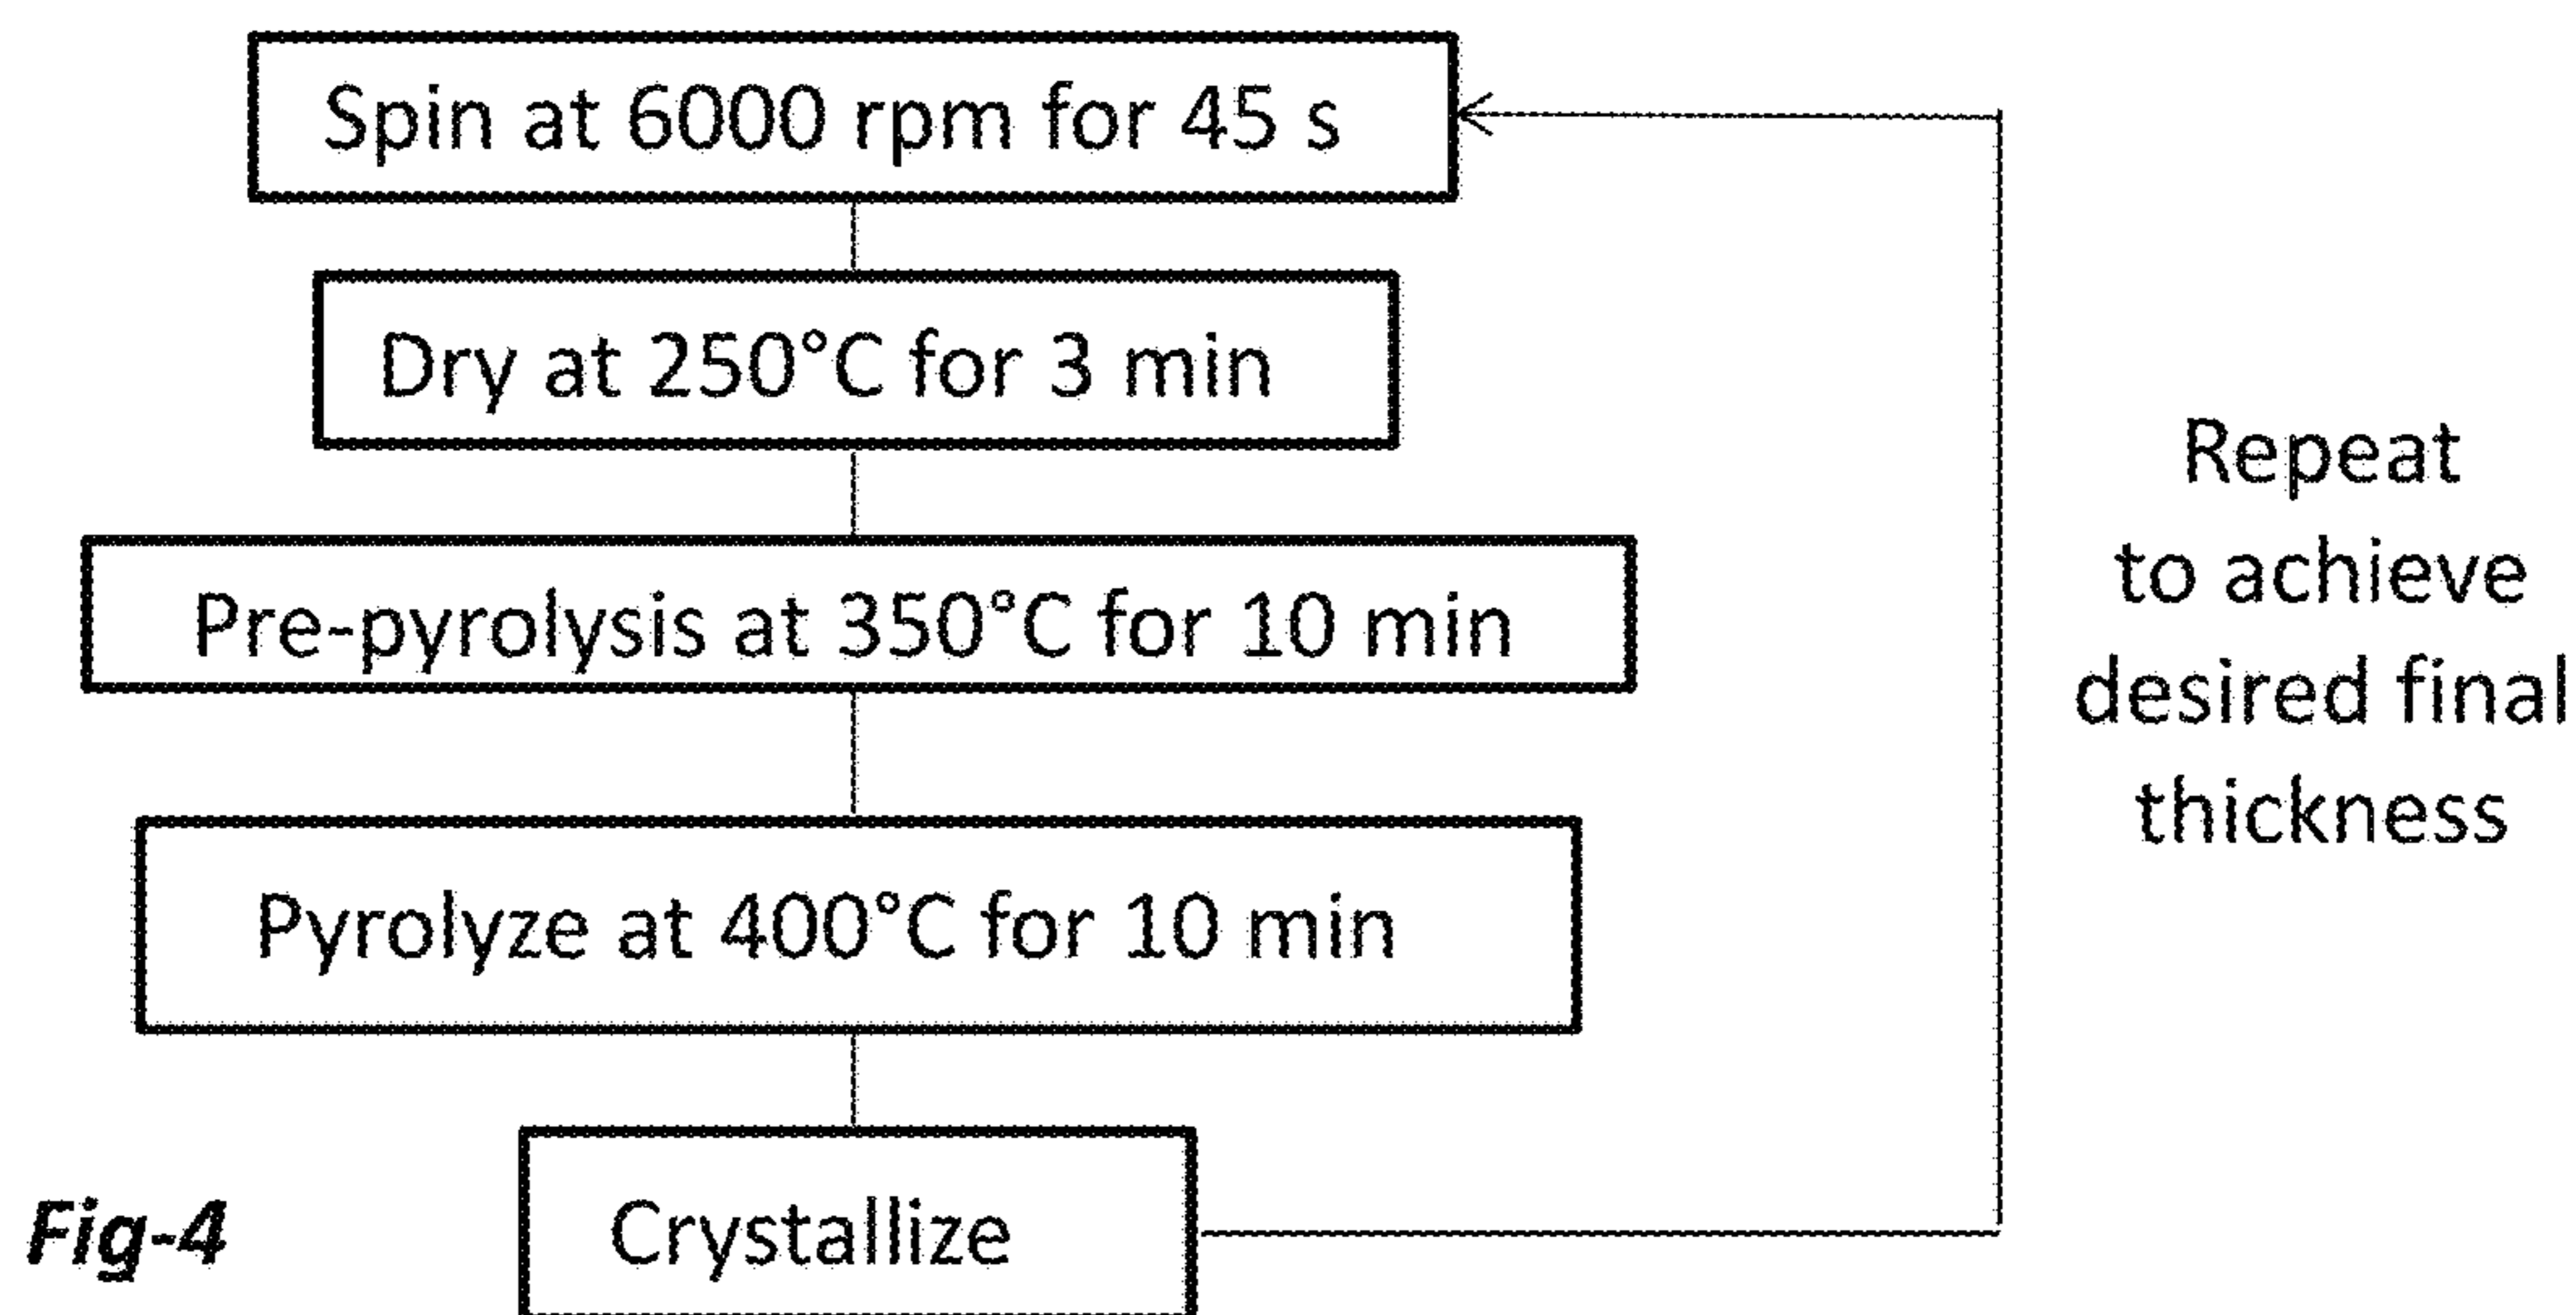 Spin at 6000 rpm for 45 s
Dry at 250°C for 3 min
Pre-pyrolysis at 350°C for 10 min
Pyrolyze at 400°C for 10 min
Crystallize
Repeat
to achieve
desired final
thickness
Fig-4